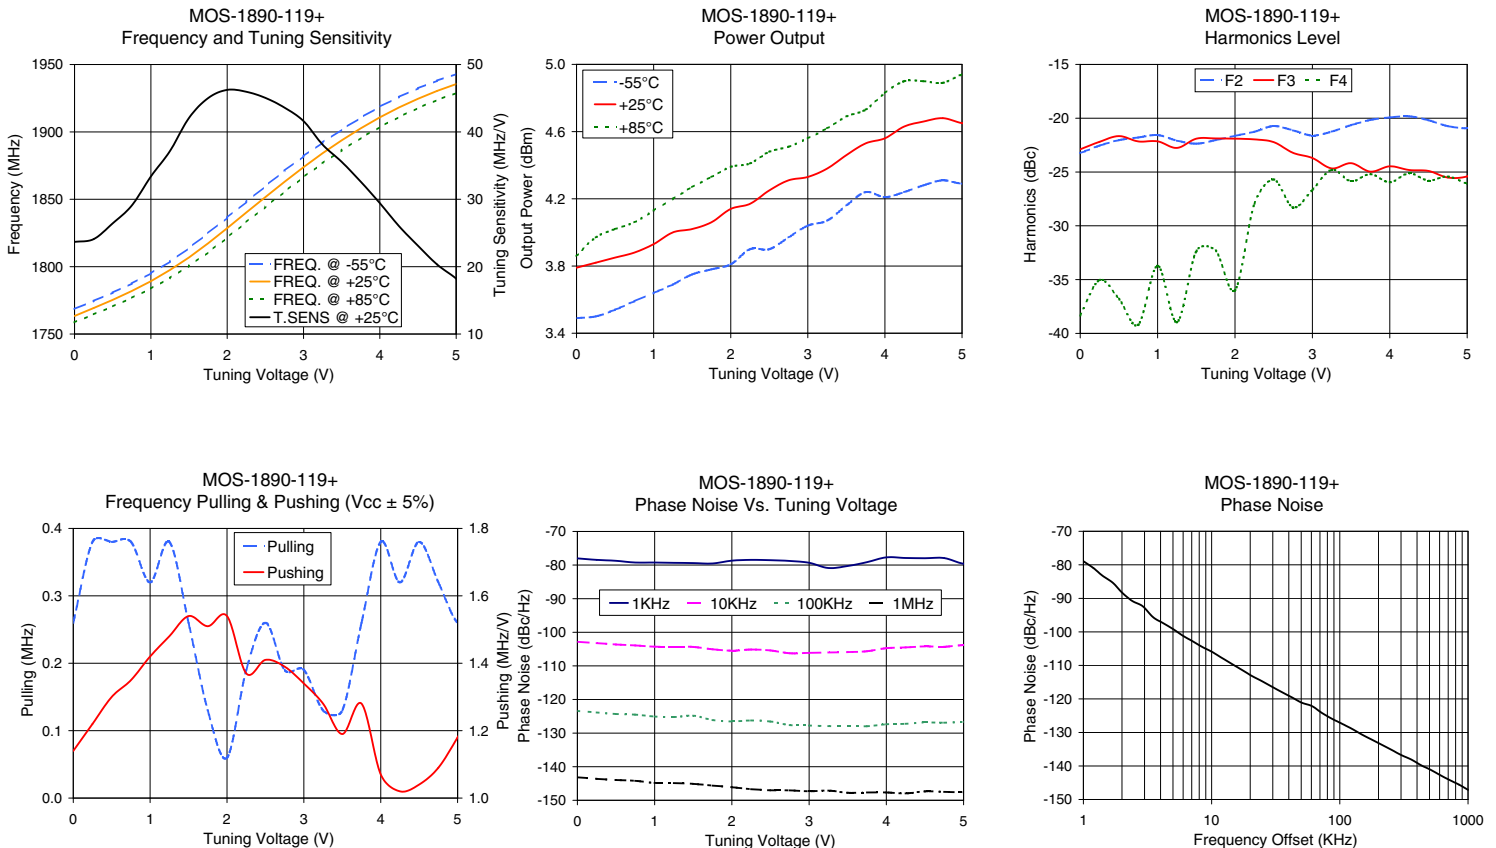 MOS-1890-119+
Frequency and Tuning Sensitivity
1950
1900
1850
1800
1750
50
40
30
20
10
Frequency (MHz)
Tuning Sensitivity (MHz/V)
FREQ. @ -55°C
FREQ. @ +25°C
FREQ. @ +85°C
T.SENS @ +25°C
0 1 2 3 4 5
Tuning Voltage (V)
MOS-1890-119+
Power Output
5.0
4.6
4.2
3.8
3.4
Output Power (dBm)
-55°C
+25°C
+85°C
0 1 2 3 4 5
Tuning Voltage (V)
MOS-1890-119+
Harmonics Level
-15
-20
-25
-30
-35
-40
Harmonics (dBc)
F2 F3 F4
0 1 2 3 4 5
Tuning Voltage (V)
MOS-1890-119+
Frequency Pulling & Pushing (Vcc ± 5%)
0.4
0.3
0.2
0.1
0.0
1.8
1.6
1.4
1.2
1.0
Pulling (MHz)
Pushing (MHz/V)
Pulling
Pushing
0 1 2 3 4 5
Tuning Voltage (V)
MOS-1890-119+
Phase Noise Vs. Tuning Voltage
-70
-80
-90
-100
-110
-120
-130
-140
-150
Phase Noise (dBc/Hz)
1KHz 10KHz 100KHz 1MHz
0 1 2 3 4 5
Tuning Voltage (V)
MOS-1890-119+
Phase Noise
-70
-80
-90
-100
-110
-120
-130
-140
-150
Phase Noise (dBc/Hz)
1 10 100 1000
Frequency Offset (KHz)